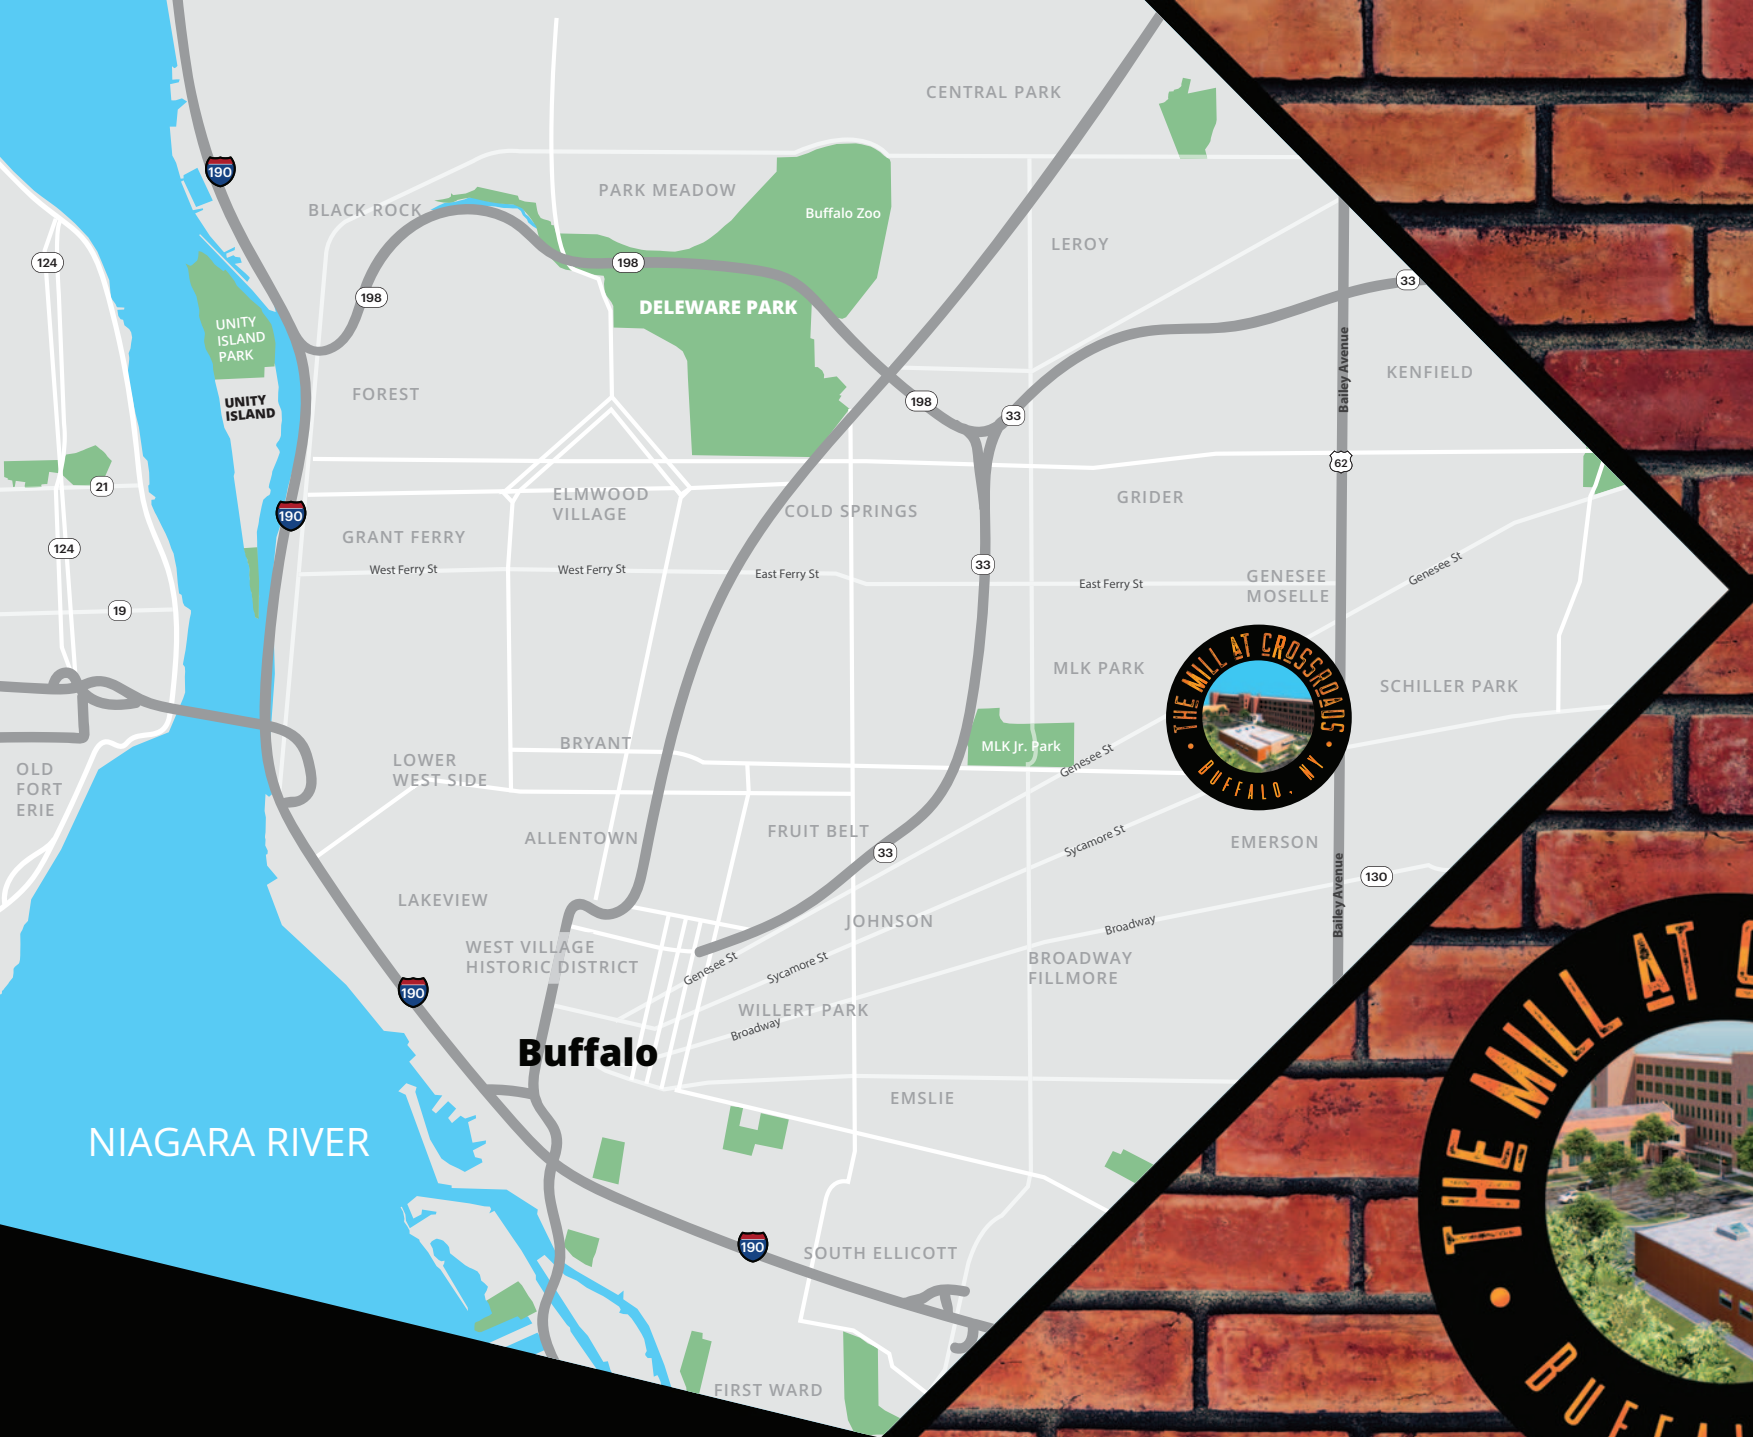 CENTRAL PARK
190
PARK MEADOW
BLACK ROCK
Buffalo Zoo
LEROY
124
198
33
198
DELEWARE PARK
UNITY
ISLAND
PARK
Bailey Avenue
KENFIELD
FOREST
UNITY
ISLAND
198
33
62
21
ELMWOOD
VILLAGE
GRIDER
190
COLD SPRINGS
GRANT FERRY
124
West Ferry St
West Ferry St
East Ferry St
33
East Ferry St
GENESEE
MOSELLE
Genesee St
19
THE MILL AT CROSSROADS
• BUFFALO, NY •
MLK PARK
SCHILLER PARK
BRYANT
MLK Jr. Park
Genesee St
LOWER
WEST SIDE
OLD
FORT
ERIE
ALLENTOWN
FRUIT BELT
33
Sycamore St
EMERSON
130
Bailey Avenue
LAKEVIEW
JOHNSON
Broadway
WEST VILLAGE
HISTORIC DISTRICT
Genesee St
Sycamore St
BROADWAY
FILLMORE
190
WILLERT PARK
Broadway
Buffalo
EMSLIE
NIAGARA RIVER
190
SOUTH ELLICOTT
FIRST WARD
THE MILL AT
• BUFFA